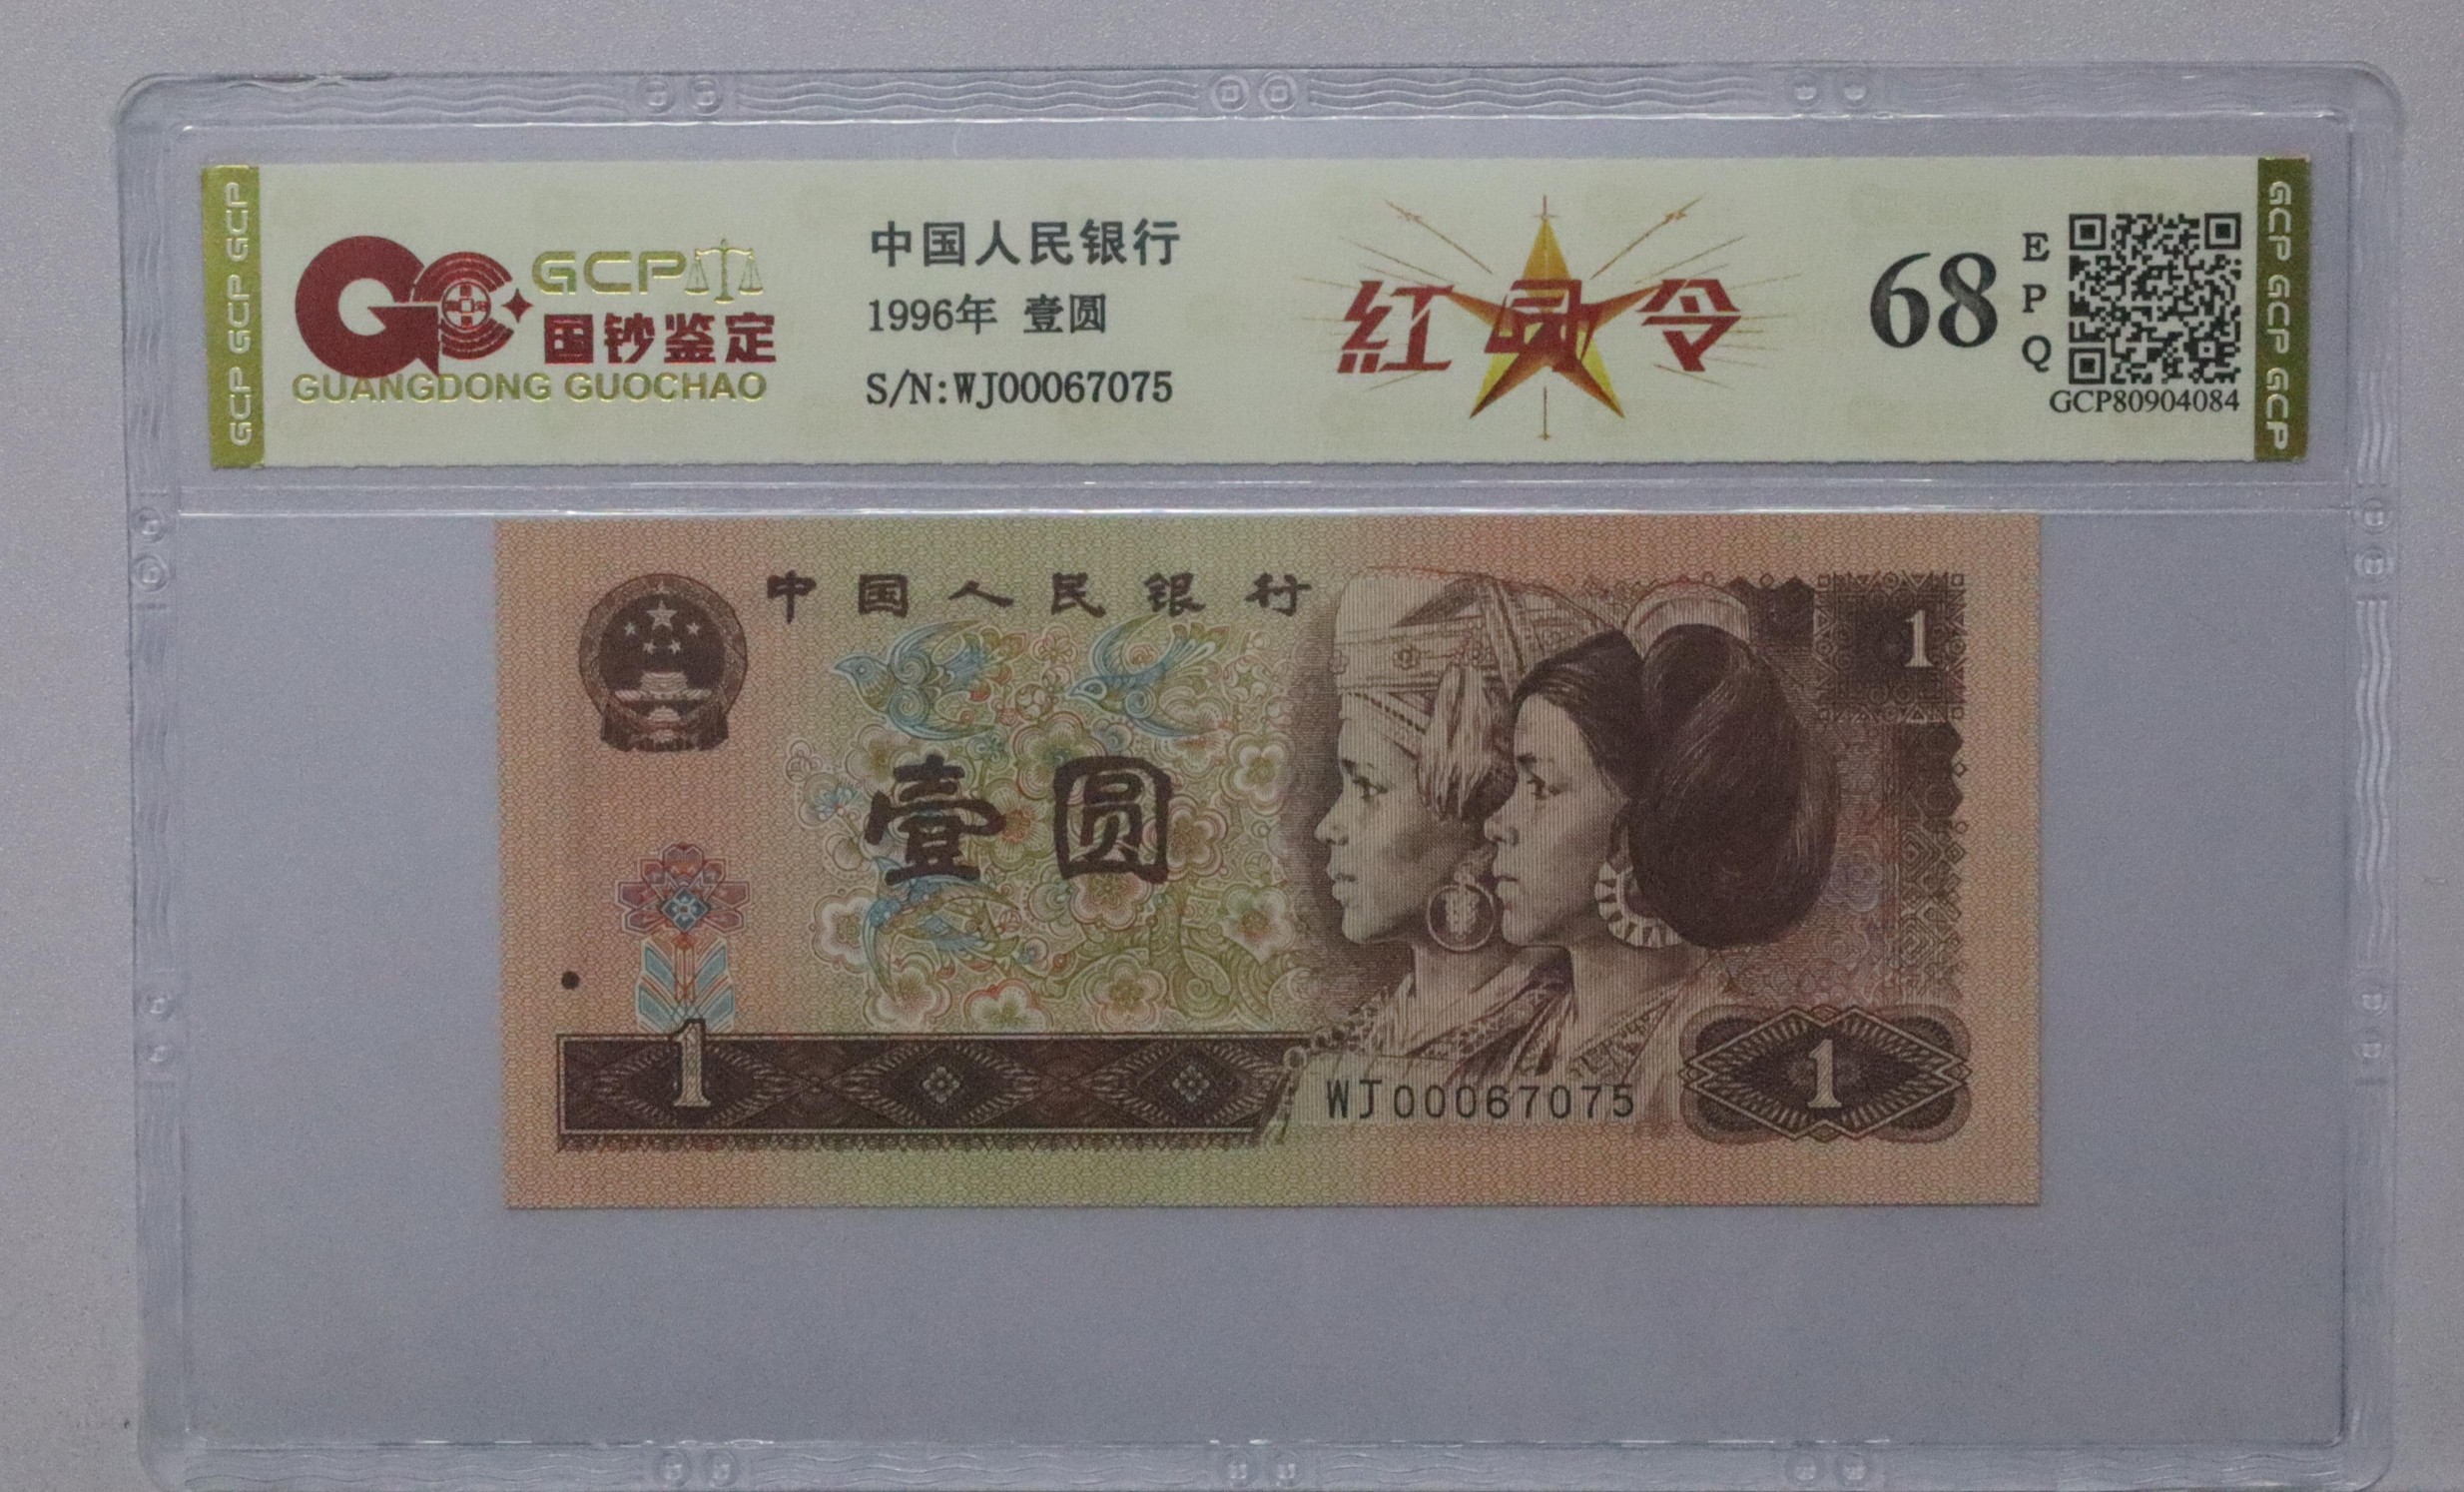 GCP GCP GCP
GCP
国钞鉴定
GUANGDONG GUOCHAO
中国人民银行
1996年 壹圆
S/N:WJ00067075
红凤令
68
E
P
Q
GCP80904084
GCP GCP GCP
中国人民银行
1
壹圆
1
WJ00067075
1